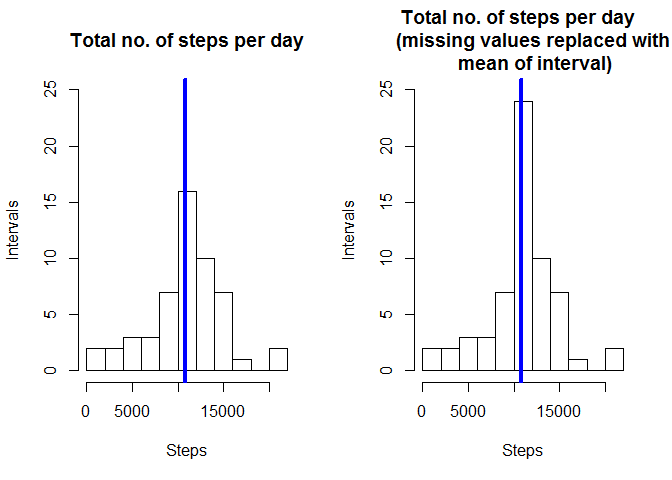 Total no. of steps per day
Intervals
25
20
15
10
5
0
0 5000 15000
Steps
Total no. of steps per day
(missing values replaced with
mean of interval)
Intervals
25
20
15
10
5
0
0 5000 15000
Steps